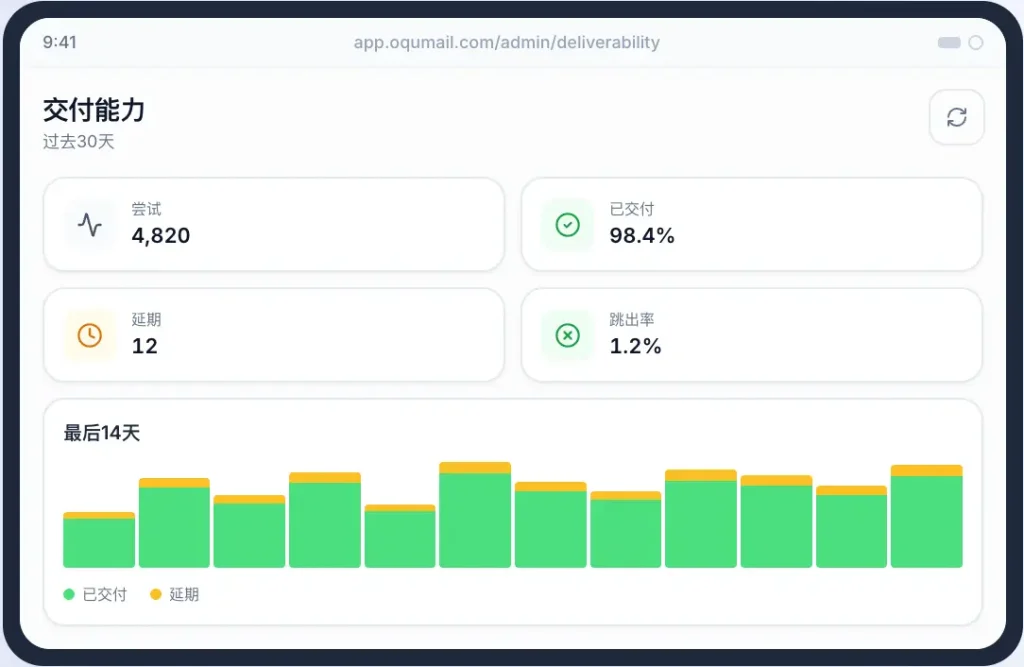 9:41
app.oqumail.com/admin/deliverability
交付能力
过去30天
尝试
4,820
已交付
98.4%
延期
12
跳出率
1.2%
最后14天
已交付
延期